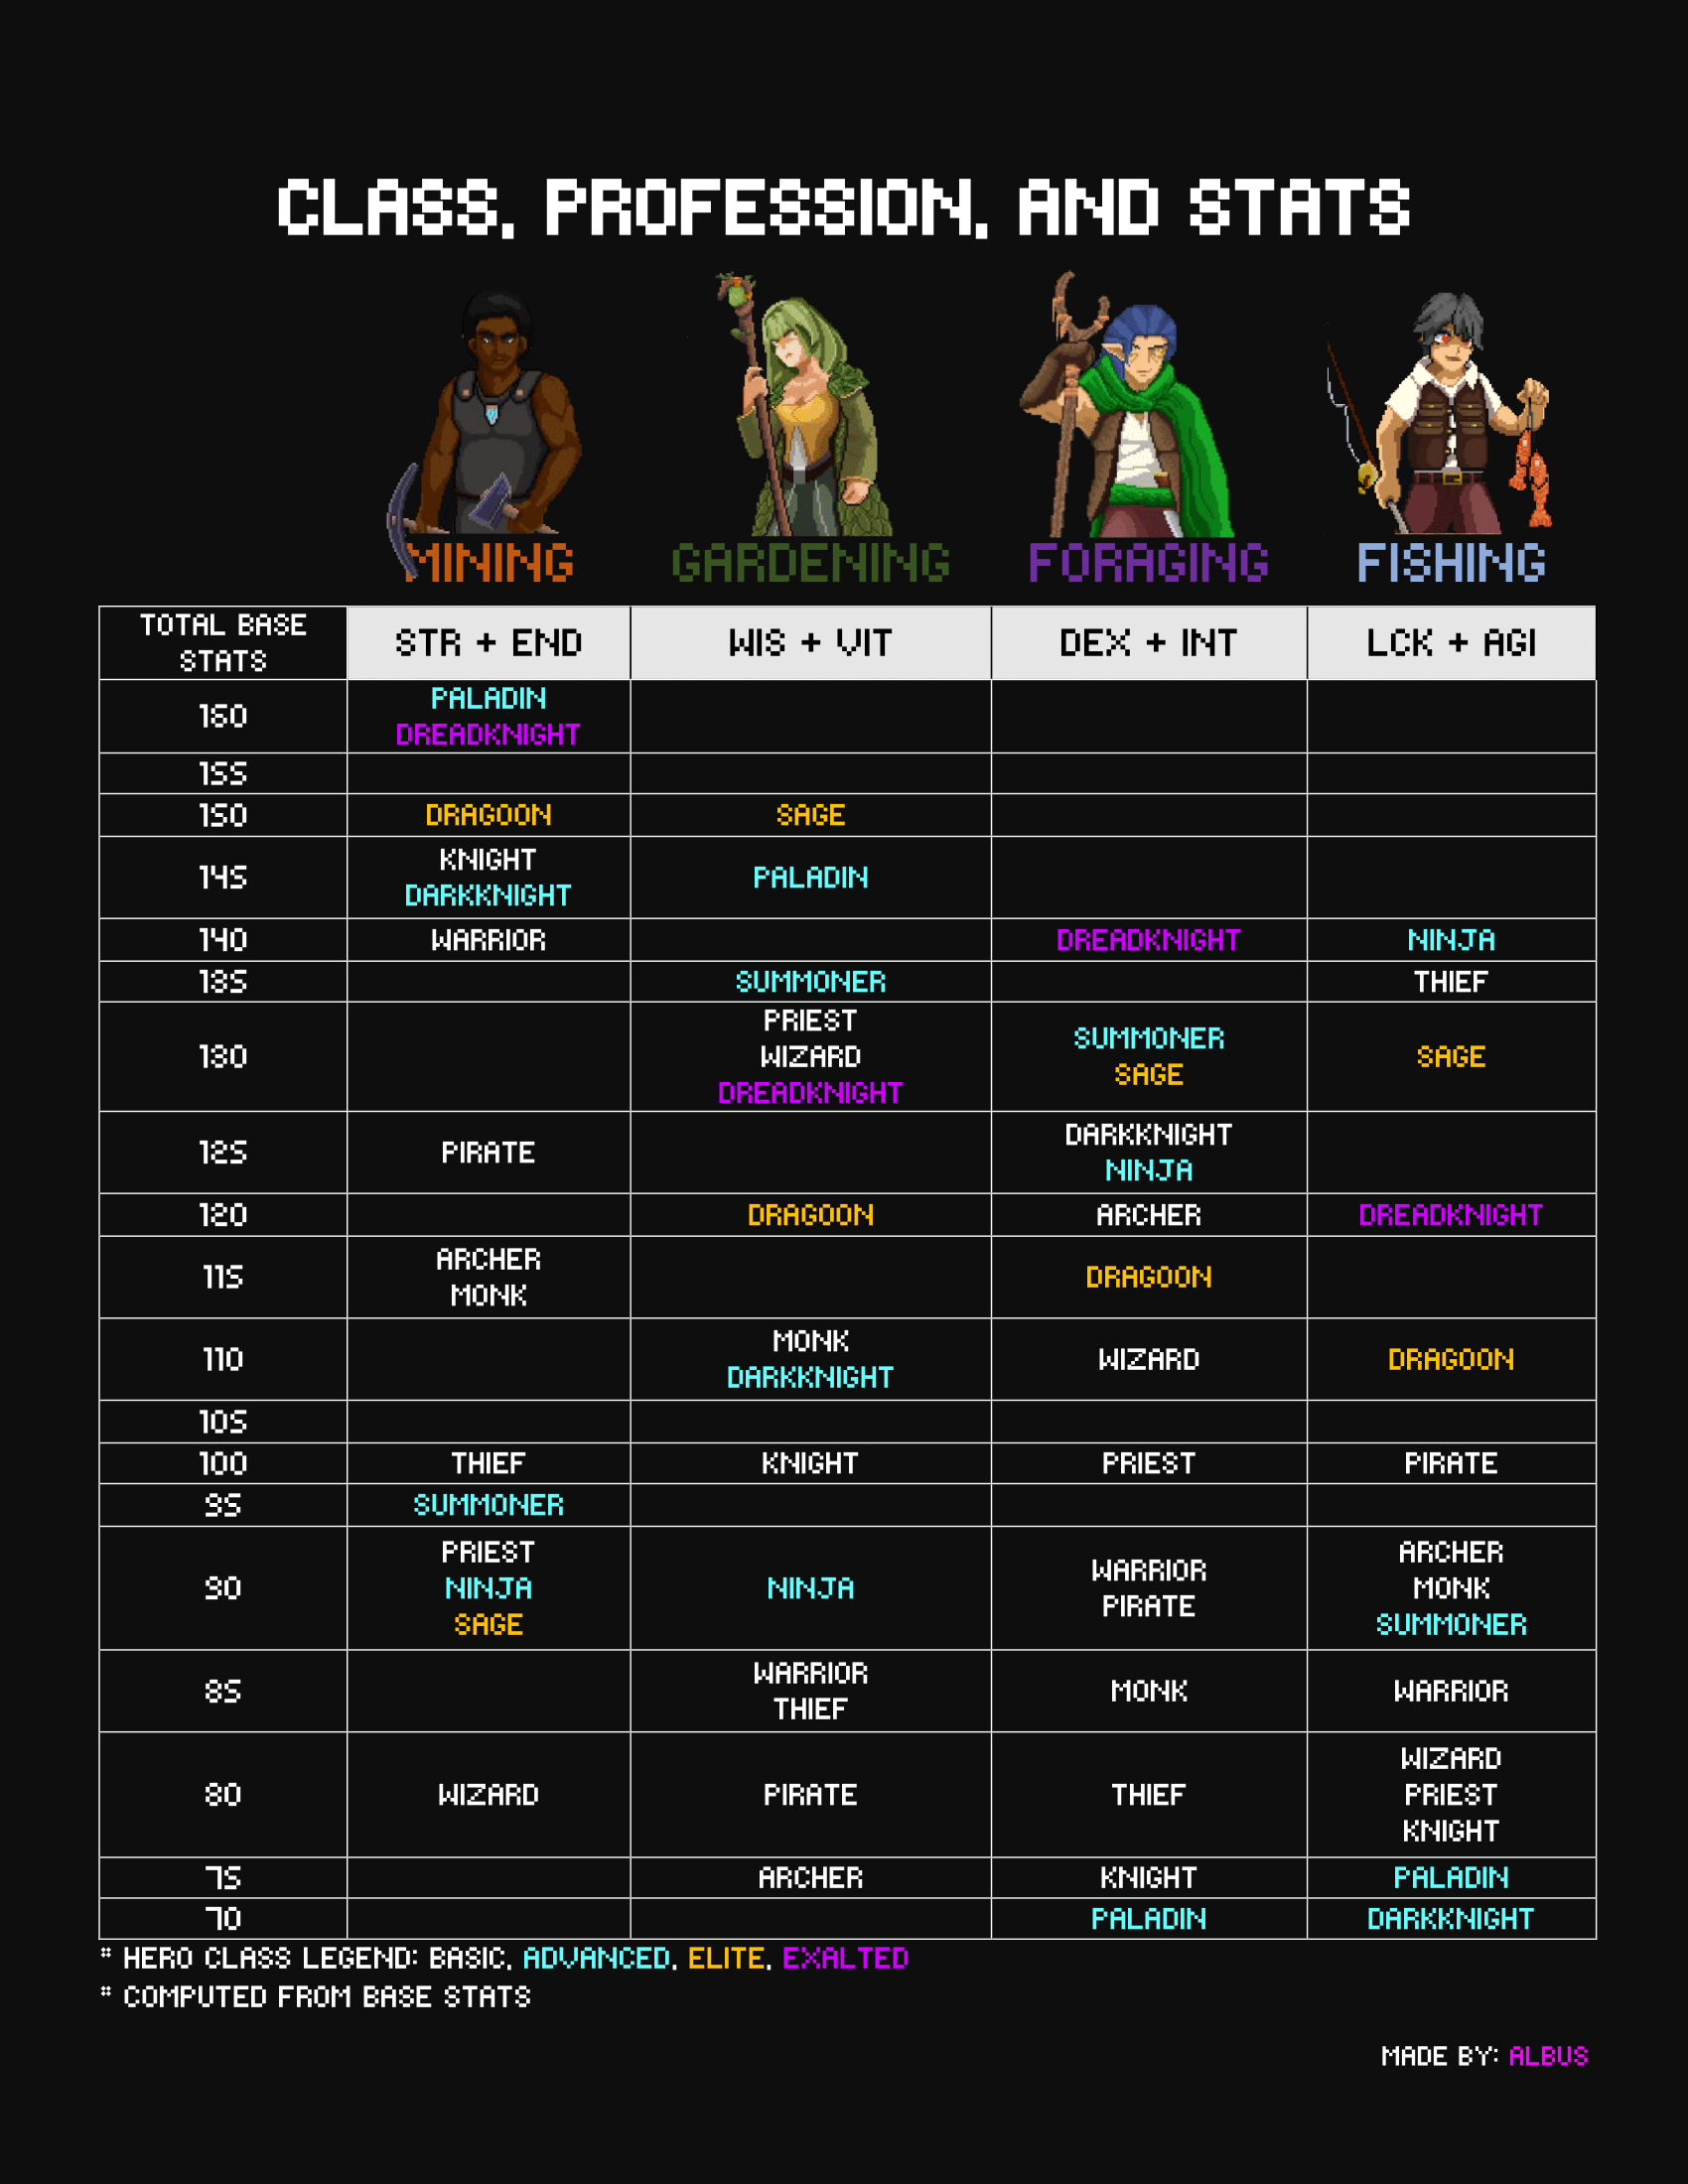 CLASS, PROFESSION, AND STATS
MINING GARDENING FORAGING FISHING
TOTAL BASE STATS STR + END WIS + VIT DEX + INT LCK + AGI
160 PALADIN
DREADKNIGHT
155
150 DRAGOON SAGE
145 KNIGHT
DARKKNIGHT PALADIN
140 WARRIOR DREADKNIGHT NINJA
135 SUMMONER THIEF
130 PRIEST
WIZARD
DREADKNIGHT SUMMONER
SAGE SAGE
125 PIRATE DARKKNIGHT
NINJA
120 DRAGOON ARCHER DREADKNIGHT
115 ARCHER
MONK DRAGOON
110 MONK
DARKKNIGHT WIZARD DRAGOON
105
100 THIEF KNIGHT PRIEST PIRATE
95 SUMMONER
90 PRIEST
NINJA
SAGE NINJA WARRIOR
PIRATE ARCHER
MONK
SUMMONER
85 WARRIOR
THIEF MONK WARRIOR
80 WIZARD PIRATE THIEF WIZARD
PRIEST
KNIGHT
75 ARCHER KNIGHT PALADIN
70 PALADIN DARKKNIGHT
* HERO CLASS LEGEND: BASIC, ADVANCED, ELITE, EXALTED
* COMPUTED FROM BASE STATS
MADE BY: ALBUS